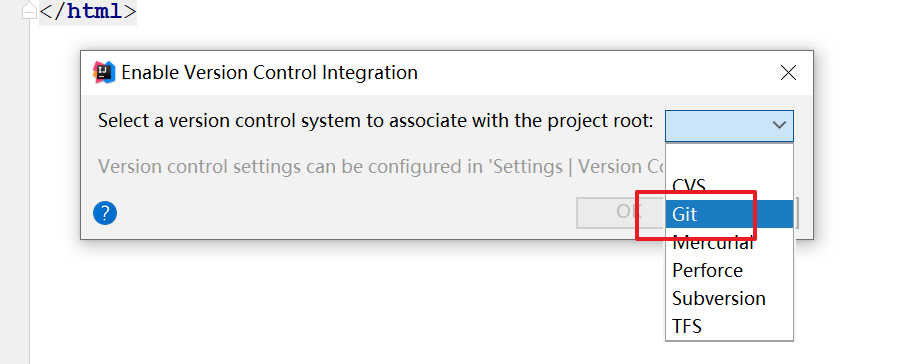 </html>
Enable Version Control Integration
Select a version control system to associate with the project root:
Version control settings can be configured in 'Settings | Version Co
CVS
? OK Git
Mercurial
Perforce
Subversion
TFS